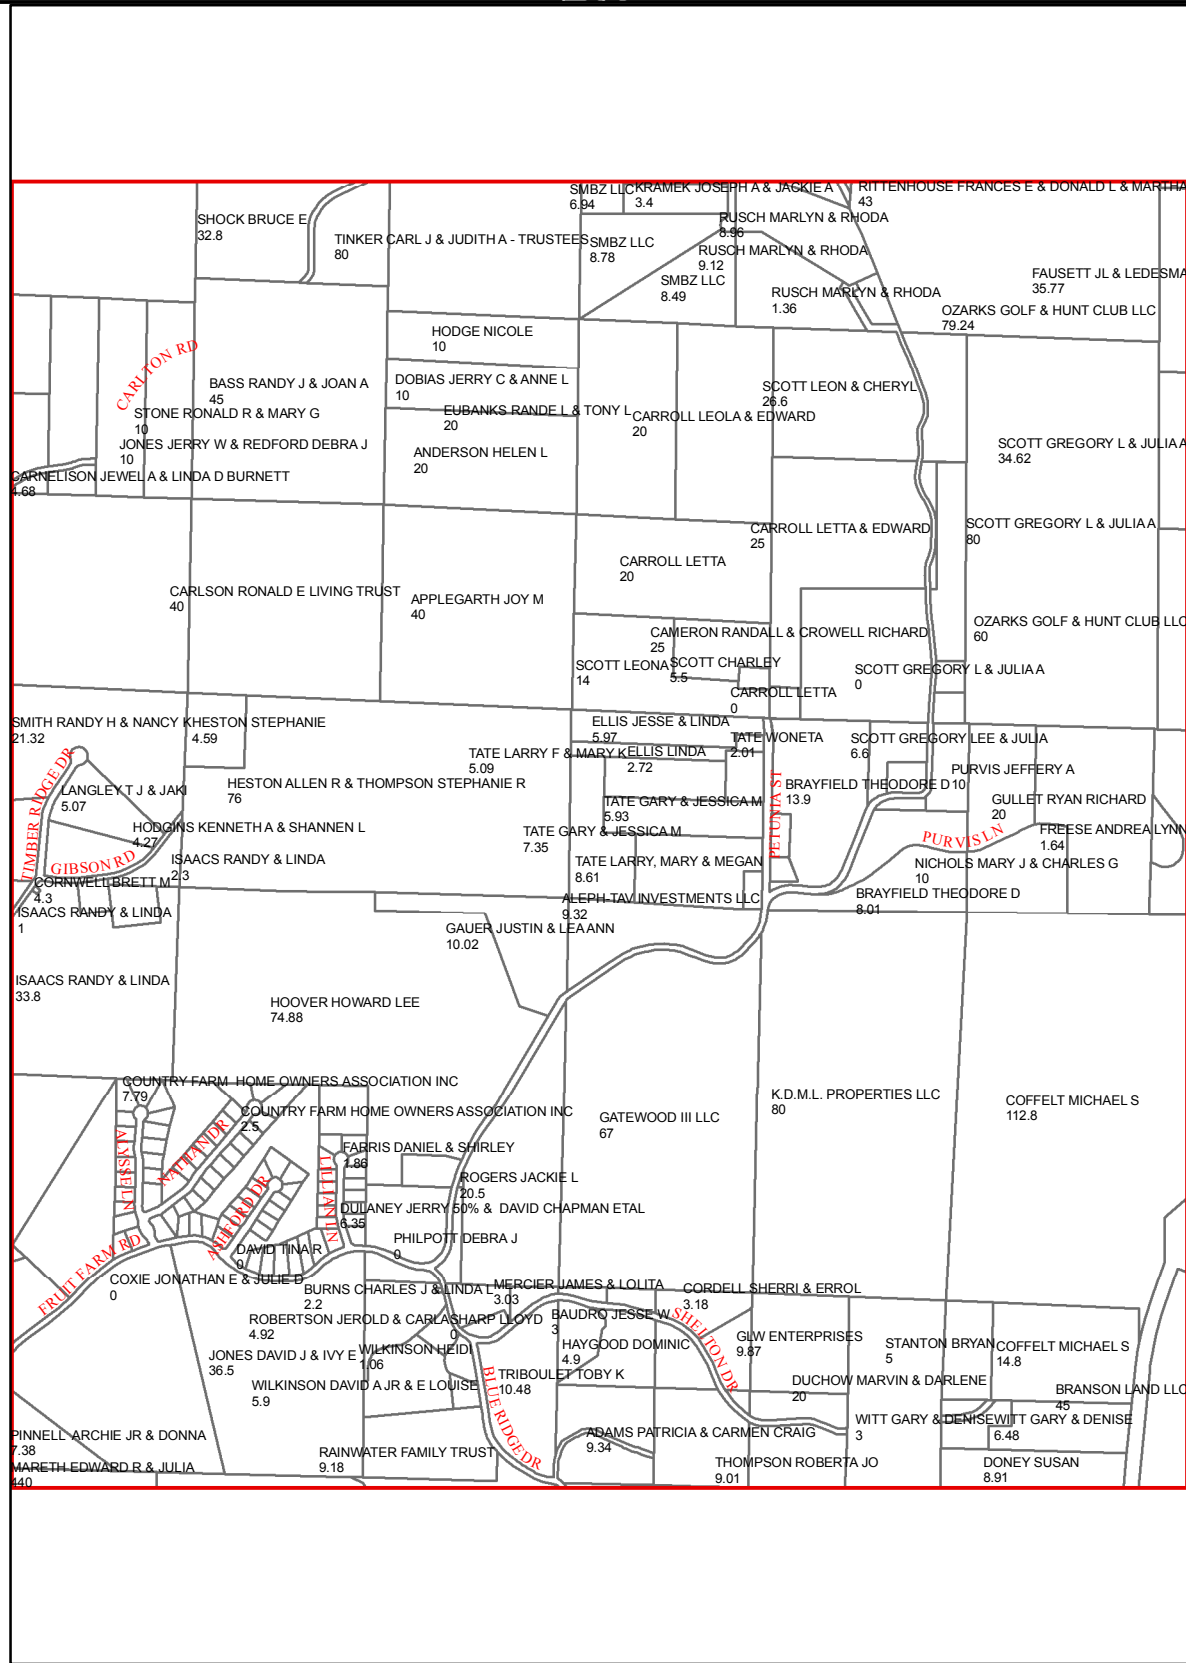 SMBZ LLC
6.94
KRAMEK JOSEPH A & JACKIE A
3.4
RITTENHOUSE FRANCES E & DONALD L & MARTHA
43
SHOCK BRUCE E
32.8
RUSCH MARLYN & RHODA
8.96
TINKER CARL J & JUDITH A - TRUSTEES
80
SMBZ LLC
8.78
RUSCH MARLYN & RHODA
9.12
SMBZ LLC
8.49
FAUSETT JL & LEDESMA
35.77
RUSCH MARLYN & RHODA
1.36
OZARKS GOLF & HUNT CLUB LLC
79.24
HODGE NICOLE
10
CARLTON RD
BASS RANDY J & JOAN A
45
DOBIAS JERRY C & ANNE L
10
SCOTT LEON & CHERYL
26.6
STONE RONALD R & MARY G
10
EUBANKS RANDE L & TONY L
20
CARROLL LEOLA & EDWARD
20
JONES JERRY W & REDFORD DEBRA J
10
ANDERSON HELEN L
20
SCOTT GREGORY L & JULIA A
34.62
CARNELISON JEWEL A & LINDA D BURNETT
4.68
CARROLL LETTA & EDWARD
25
SCOTT GREGORY L & JULIA A
80
CARROLL LETTA
20
CARLSON RONALD E LIVING TRUST
40
APPLEGARTH JOY M
40
CAMERON RANDALL & CROWELL RICHARD
25
OZARKS GOLF & HUNT CLUB LLC
60
SCOTT LEONA
14
SCOTT CHARLEY
5.5
SCOTT GREGORY L & JULIA A
0
CARROLL LETTA
0
SMITH RANDY H & NANCY K
21.32
HESTON STEPHANIE
4.59
ELLIS JESSE & LINDA
5.97
TATE WONETA
2.01
SCOTT GREGORY LEE & JULIA
6.6
TATE LARRY F & MARY K
5.09
ELLIS LINDA
2.72
PURVIS JEFFERY A
10
TIMBER RIDGE DR
LANGLEY T J & JAKI
5.07
HESTON ALLEN R & THOMPSON STEPHANIE R
76
BRAYFIELD THEODORE D
13.9
PETUNIA ST
TATE GARY & JESSICA M
5.93
GULLET RYAN RICHARD
20
HODGINS KENNETH A & SHANNEN L
4.27
TATE GARY & JESSICA M
7.35
PURVIS LN
FREESE ANDREA LYNN
1.64
GIBSON RD
ISAACS RANDY & LINDA
2.3
TATE LARRY, MARY & MEGAN
8.61
NICHOLS MARY J & CHARLES G
10
CORNWELL BRETT M
4.3
ALEPH-TAV INVESTMENTS LLC
9.32
BRAYFIELD THEODORE D
8.01
ISAACS RANDY & LINDA
1
GAUER JUSTIN & LEA ANN
10.02
ISAACS RANDY & LINDA
33.8
HOOVER HOWARD LEE
74.88
COUNTRY FARM HOME OWNERS ASSOCIATION INC
7.79
K.D.M.L. PROPERTIES LLC
80
COFFELT MICHAEL S
112.8
COUNTRY FARM HOME OWNERS ASSOCIATION INC
2.5
GATEWOOD III LLC
67
ALYSSE LN
NATHAN DR
FARRIS DANIEL & SHIRLEY
1.86
LILLIAN LN
ROGERS JACKIE L
20.5
ASHFORD DR
DULANEY JERRY 50% & DAVID CHAPMAN ETAL
6.35
PHILPOTT DEBRA J
0
FRUIT FARM RD
DAVID TINA R
0
COXIE JONATHAN E & JULIE D
0
BURNS CHARLES J & LINDA L
2.2
MERCIER JAMES & LOLITA
3.03
CORDELL SHERRI & ERROL
3.18
ROBERTSON JEROLD & CARLA
4.92
SHARP LLOYD
0
BAUDRO JESSE W
3
SHELTON DR
GLW ENTERPRISES
9.87
HAYGOOD DOMINIC
4.9
STANTON BRYAN
5
COFFELT MICHAEL S
14.8
JONES DAVID J & IVY E
36.5
WILKINSON HEIDI
1.06
TRIBOULET TOBY K
10.48
BLUE RIDGE DR
WILKINSON DAVID A JR & E LOUISE
5.9
DUCHOW MARVIN & DARLENE
20
BRANSON LAND LLC
45
WITT GARY & DENISE
3
WITT GARY & DENISE
6.48
PINNELL ARCHIE JR & DONNA
7.38
ADAMS PATRICIA & CARMEN CRAIG
9.34
RAINWATER FAMILY TRUST
9.18
MARETH EDWARD R & JULIA
440
THOMPSON ROBERTA JO
9.01
DONEY SUSAN
8.91